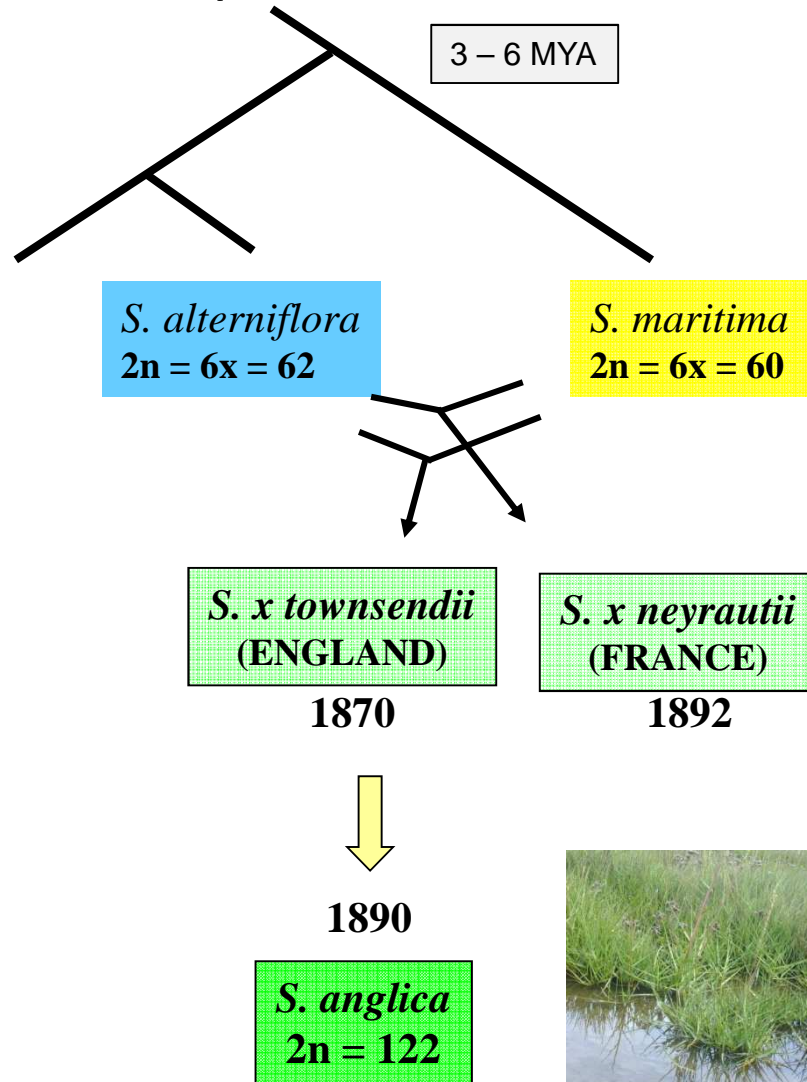 3 – 6 MYA
S. alterniflora
2n = 6x = 62
S. maritima
2n = 6x = 60
S. x townsendii
(ENGLAND)
1870
S. x neyrautii
(FRANCE)
1892
1890
S. anglica
2n = 122